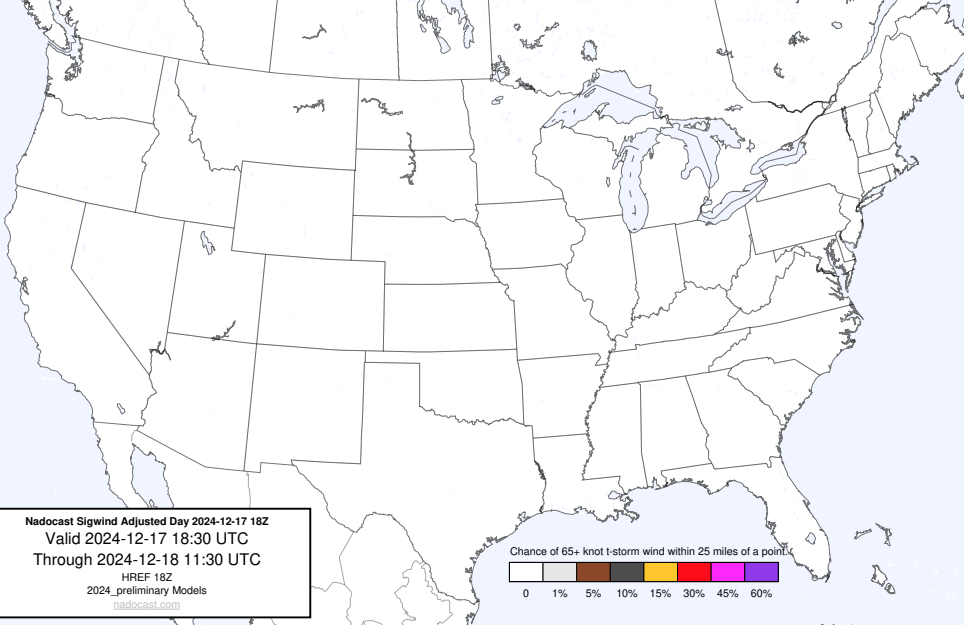 Nadocast Sigwind Adjusted Day 2024-12-17 18Z
Valid 2024-12-17 18:30 UTC
Through 2024-12-18 11:30 UTC
HREF 18Z
2024_preliminary Models
nadocast.com
Chance of 65+ knot t-storm wind within 25 miles of a point.
0 1% 5% 10% 15% 30% 45% 60%